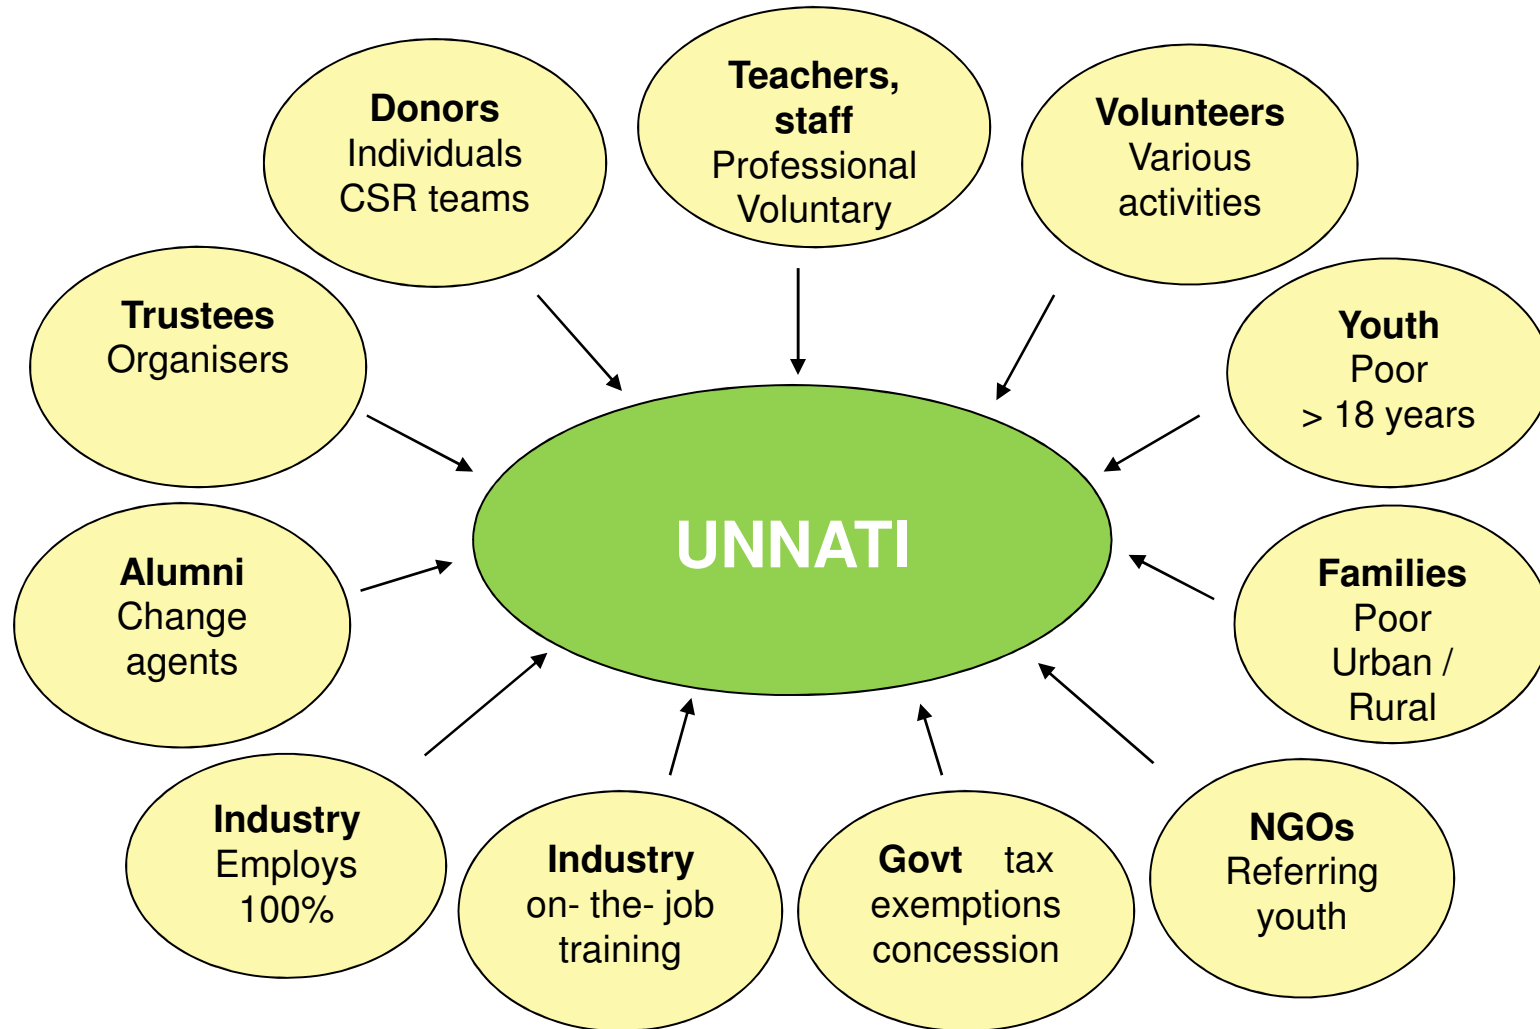 Teachers,
staff
Professional
Voluntary
Donors
Individuals
CSR teams
Volunteers
Various
activities
Trustees
Organisers
Youth
Poor
> 18 years
UNNATI
Alumni
Change
agents
Families
Poor
Urban /
Rural
Industry
Employs
100%
Industry
on- the- job
training
Govt tax
exemptions
concession
NGOs
Referring
youth